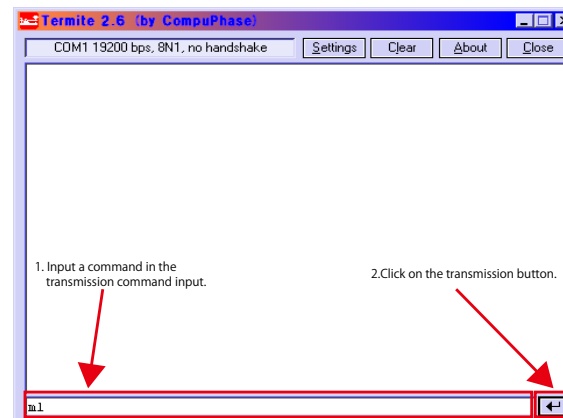 Termite 2.6 (by CompuPhase)
COM1 19200 bps, 8N1, no handshake
Settings
Clear
About
Close
1. Input a command in the
transmission command input.
2.Click on the transmission button.
m1